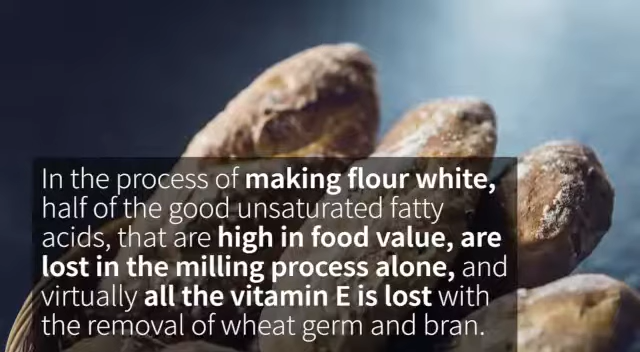 In the process of making flour white,
half of the good unsaturated fatty
acids, that are high in food value, are
lost in the milling process alone, and
virtually all the vitamin E is lost with
the removal of wheat germ and bran.